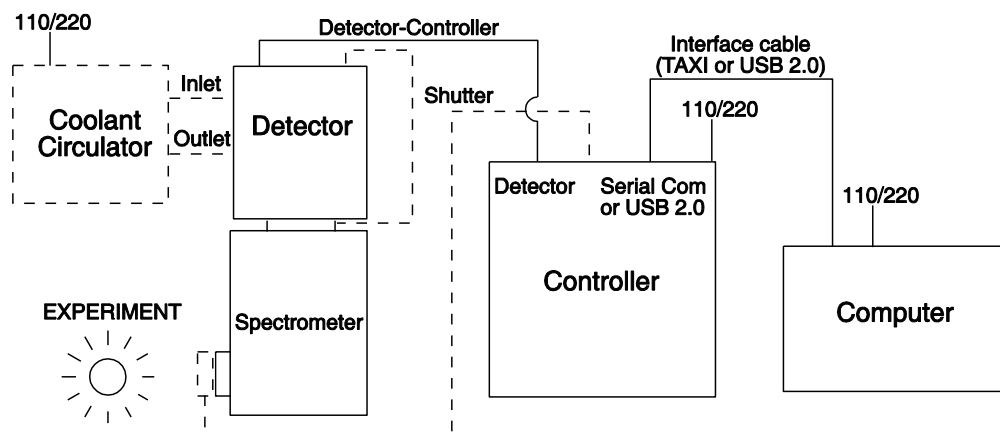 110/220
Detector-Controller
Interface cable
(TAXI or USB 2.0)
Inlet
Shutter
110/220
Coolant
Circulator
Outlet
Detector
Detector
Serial Com
or USB 2.0
110/220
Controller
EXPERIMENT
Spectrometer
Computer